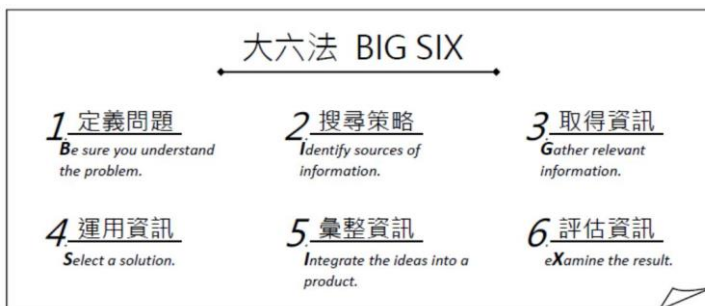 大六法 BIG SIX
1. 定義問題
Be sure you understand
the problem.
2. 搜尋策略
Identify sources of
information.
3. 取得資訊
Gather relevant
information.
4. 運用資訊
Select a solution.
5. 彙整資訊
Integrate the ideas into a
product.
6. 評估資訊
eXamine the result.